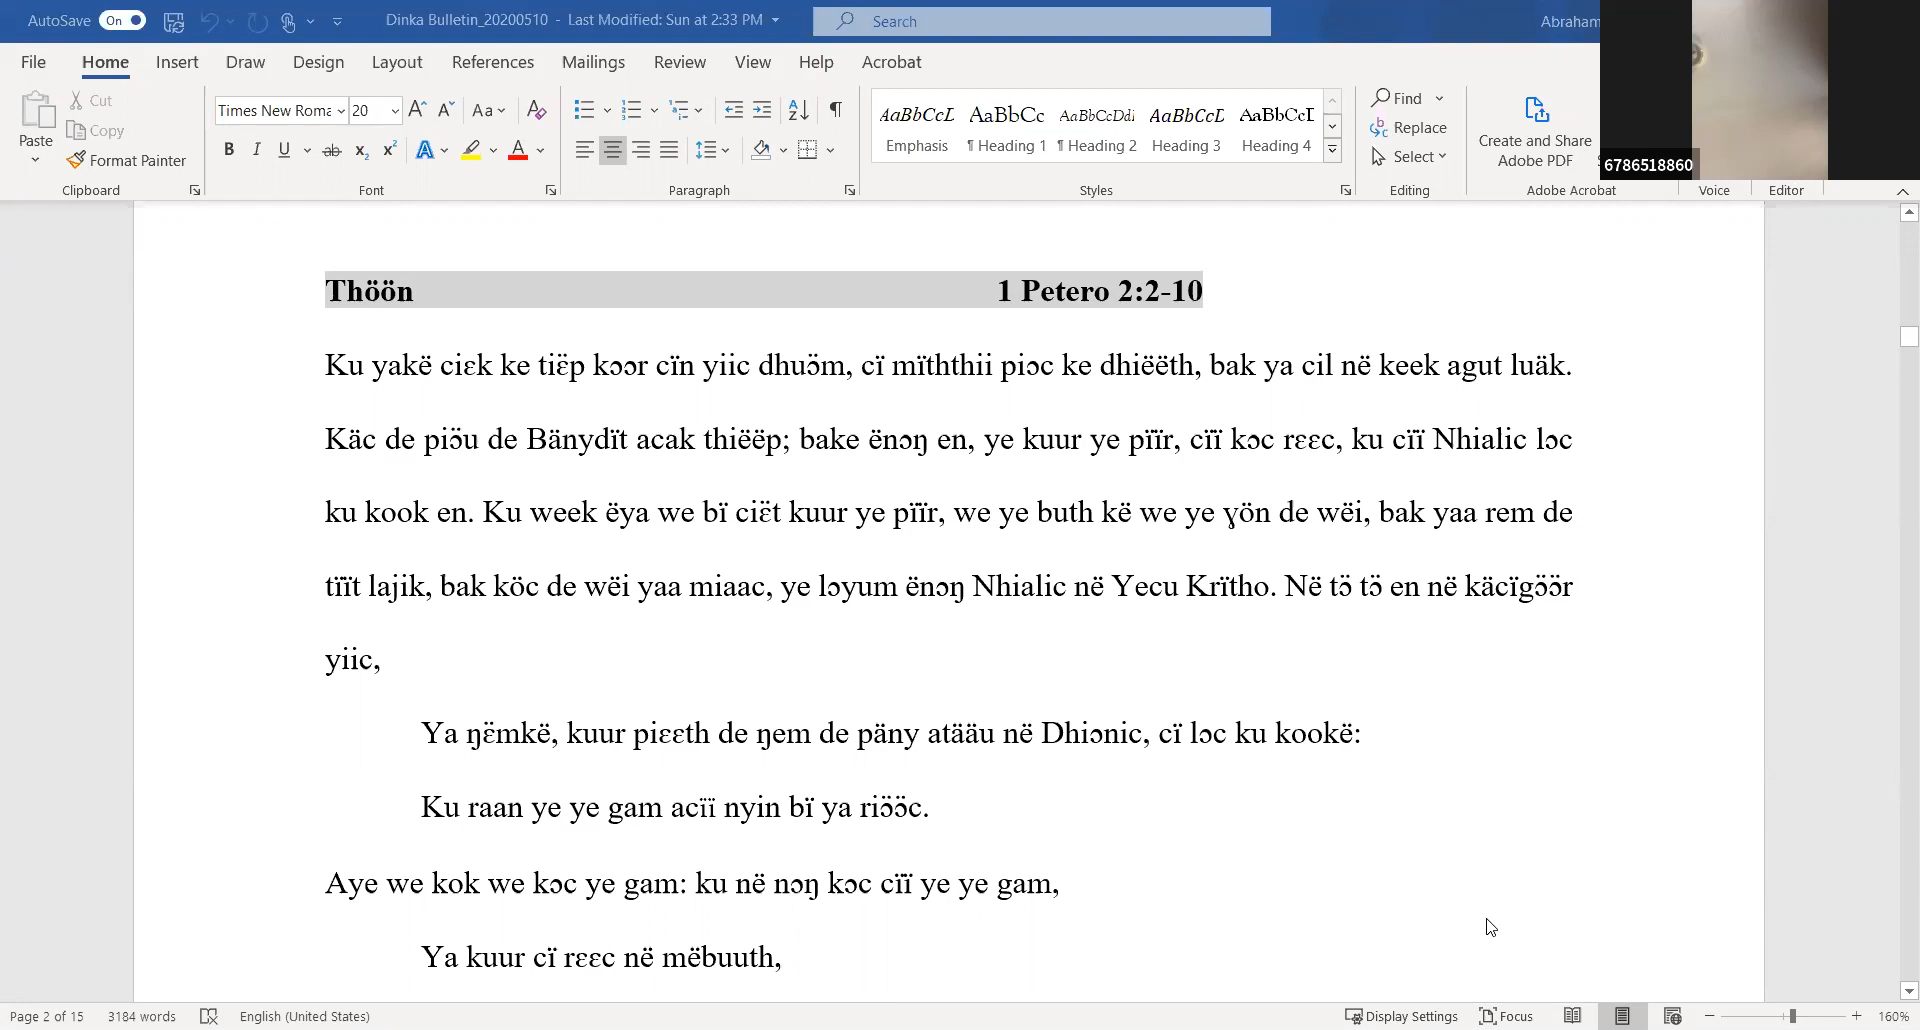 AutoSave On Dinka Bulletin_20200510 - Last Modified: Sun at 2:33 PM Search Abraham
File Home Insert Draw Design Layout References Mailings Review View Help Acrobat
Paste Cut Copy Format Painter Clipboard
Times New Roma 20 Font
Paragraph
AaBbCcL AaBbCc AaBbCcDdI AaBbCcD AaBbCcL
Emphasis ¶ Heading 1 ¶ Heading 2 Heading 3 Heading 4
Styles
Find Replace Select Editing
Create and Share
Adobe PDF
Adobe Acrobat
6786518860
Voice Editor
Thöön 1 Petero 2:2-10
Ku yakë ciɛk ke tiɛ̈p kɔɔr cïn yiic dhuɔ̈m, cï mïththii piɔc ke dhiëëth, bak ya cil në keek agut luäk.
Käc de piɔ̈u de Bänydït acak thiëëp; bake ënɔŋ en, ye kuur ye pïïr, cïï kɔc rɛɛc, ku cïï Nhialic lɔc
ku kook en. Ku week ëya we bï ciɛ̈t kuur ye pïïr, we ye buth kë we ye ɣön de wëi, bak yaa rem de
tïït lajik, bak köc de wëi yaa miaac, ye lɔyum ënɔŋ Nhialic në Yecu Krïtho. Në tɔ̈ tɔ̈ en në käcïgɔ̈ɔ̈r
yiic,
Ya ŋɛ̈mkë, kuur piɛɛth de ŋem de päny atääu në Dhiɔnic, cï lɔc ku kookë:
Ku raan ye ye gam acïï nyin bï ya riɔ̈ɔ̈c.
Aye we kok we kɔc ye gam: ku në nɔŋ kɔc cïï ye ye gam,
Ya kuur cï rɛɛc në mëbuuth,
Page 2 of 15 3184 words English (United States) Display Settings Focus 160%